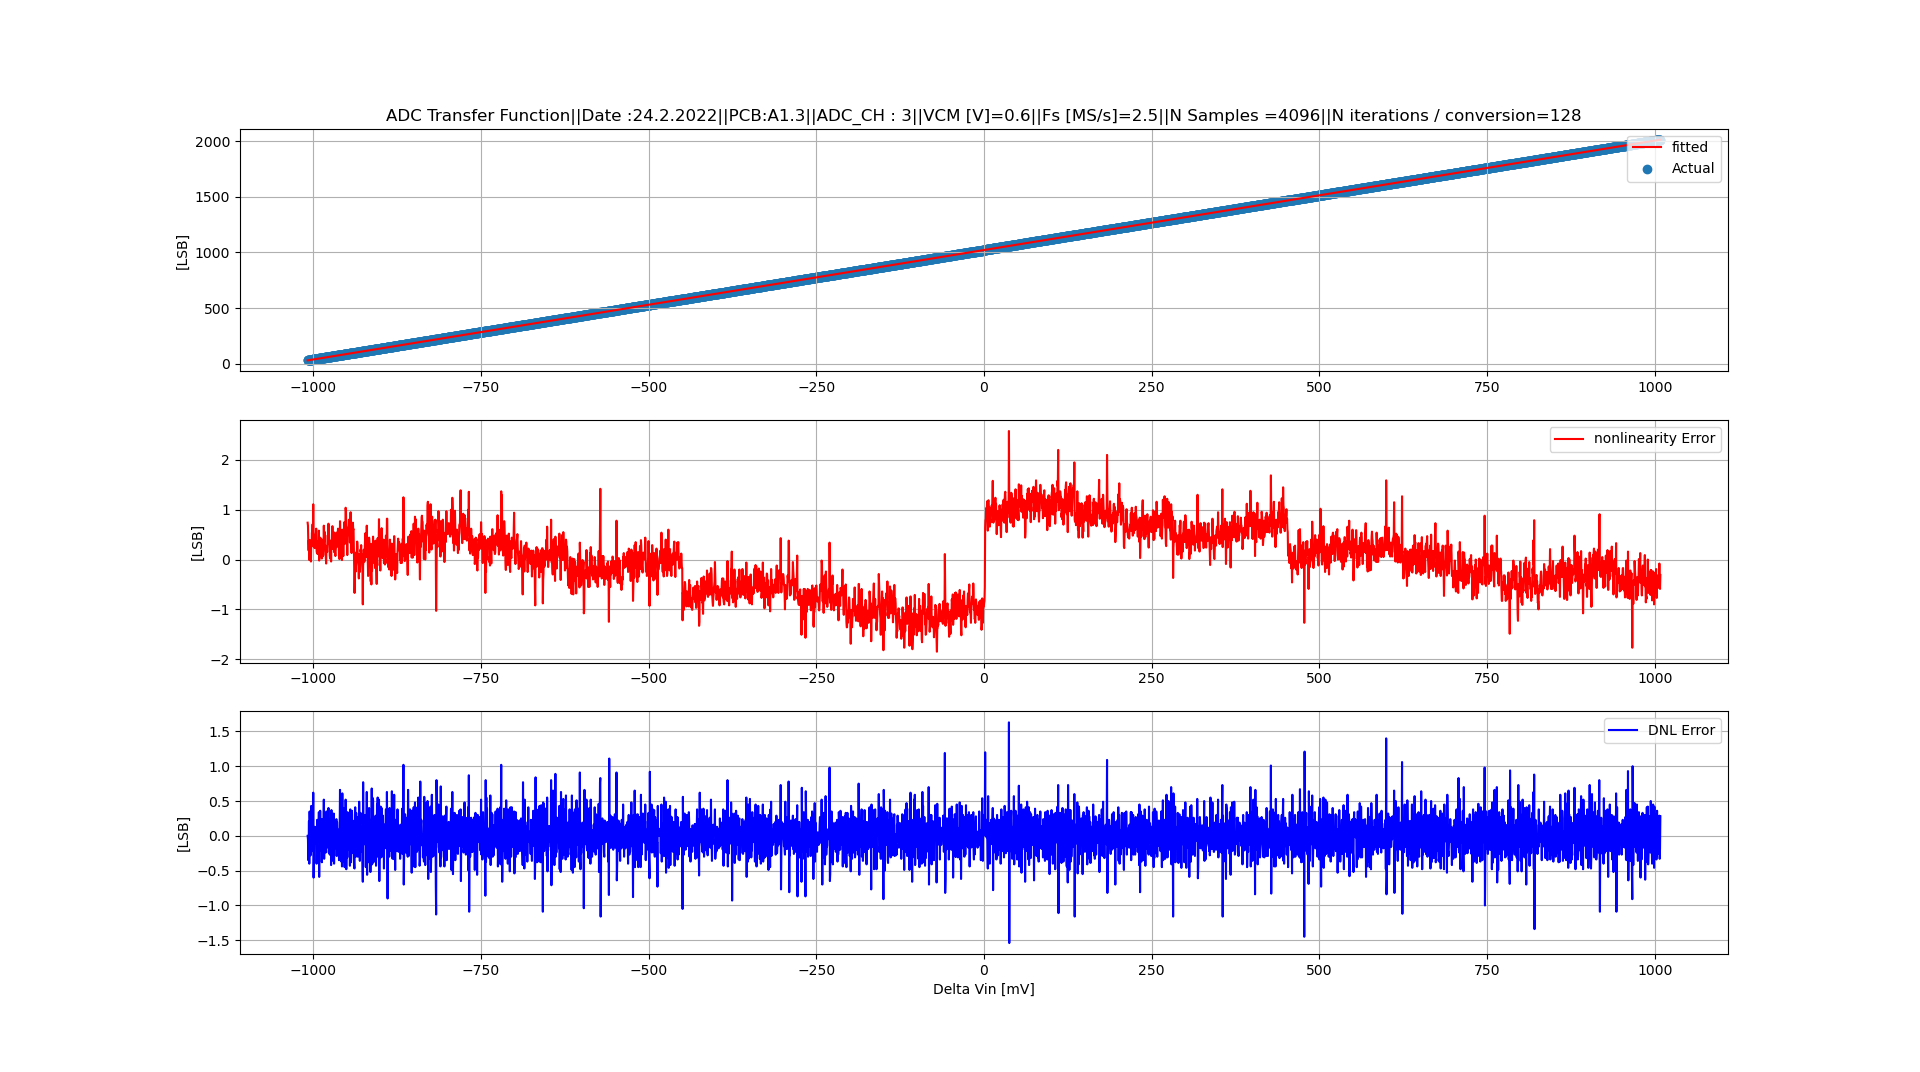 ADC Transfer Function||Date :24.2.2022||PCB:A1.3||ADC_CH : 3||VCM [V]=0.6||Fs [MS/s]=2.5||N Samples =4096||N iterations / conversion=128
2000
1500
1000
500
0
[LSB]
fitted
Actual
−1000 −750 −500 −250 0 250 500 750 1000
2
1
0
−1
−2
[LSB]
nonlinearity Error
−1000 −750 −500 −250 0 250 500 750 1000
1.5
1.0
0.5
0.0
−0.5
−1.0
−1.5
[LSB]
DNL Error
−1000 −750 −500 −250 0 250 500 750 1000
Delta Vin [mV]